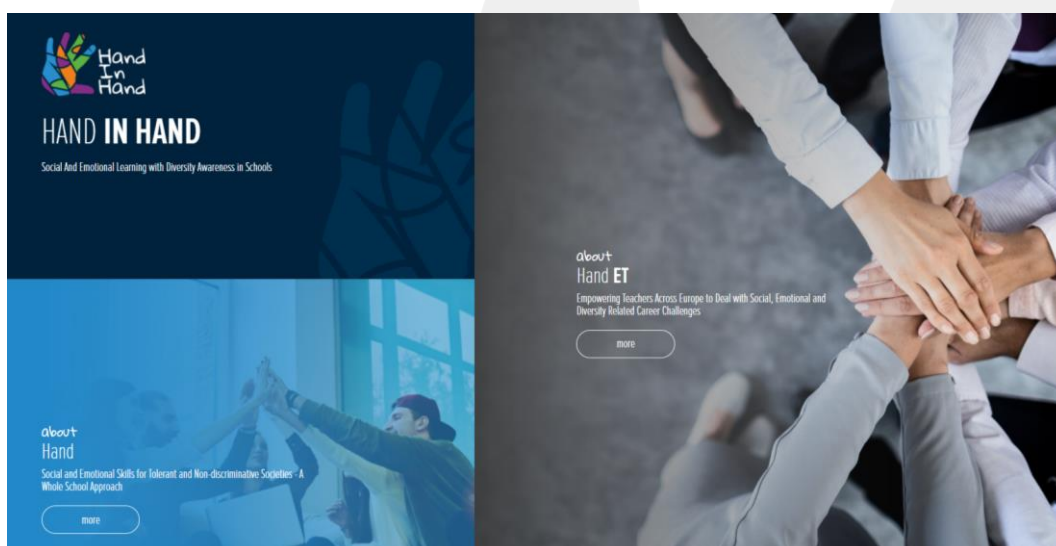 Hand
In
Hand
HAND IN HAND
Social And Emotional Learning with Diversity Awareness in Schools
about
Hand
Social and Emotional Skills for Tolerant and Non-discriminative Societies - A
Whole School Approach
more
about
Hand ET
Empowering Teachers Across Europe to Deal with Social, Emotional and
Diversity Related Career Challenges
more